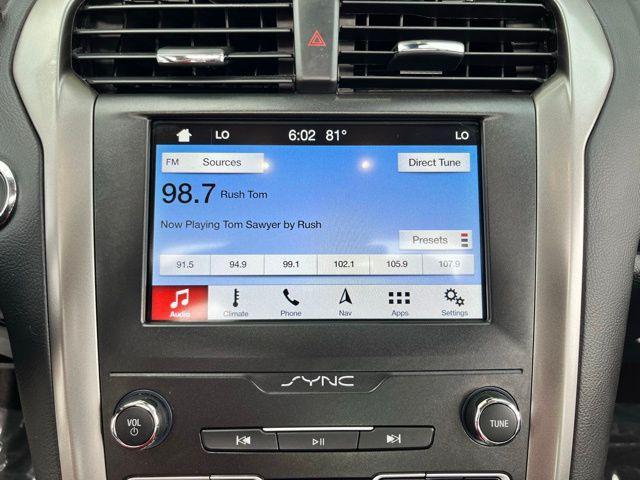 LO 6:02 81° LO
FM Sources Direct Tune
98.7 Rush Tom
Now Playing Tom Sawyer by Rush
Presets
91.5 94.9 99.1 102.1 105.9 107.9
Audio Climate Phone Nav Apps Settings
SYNC
VOL TUNE